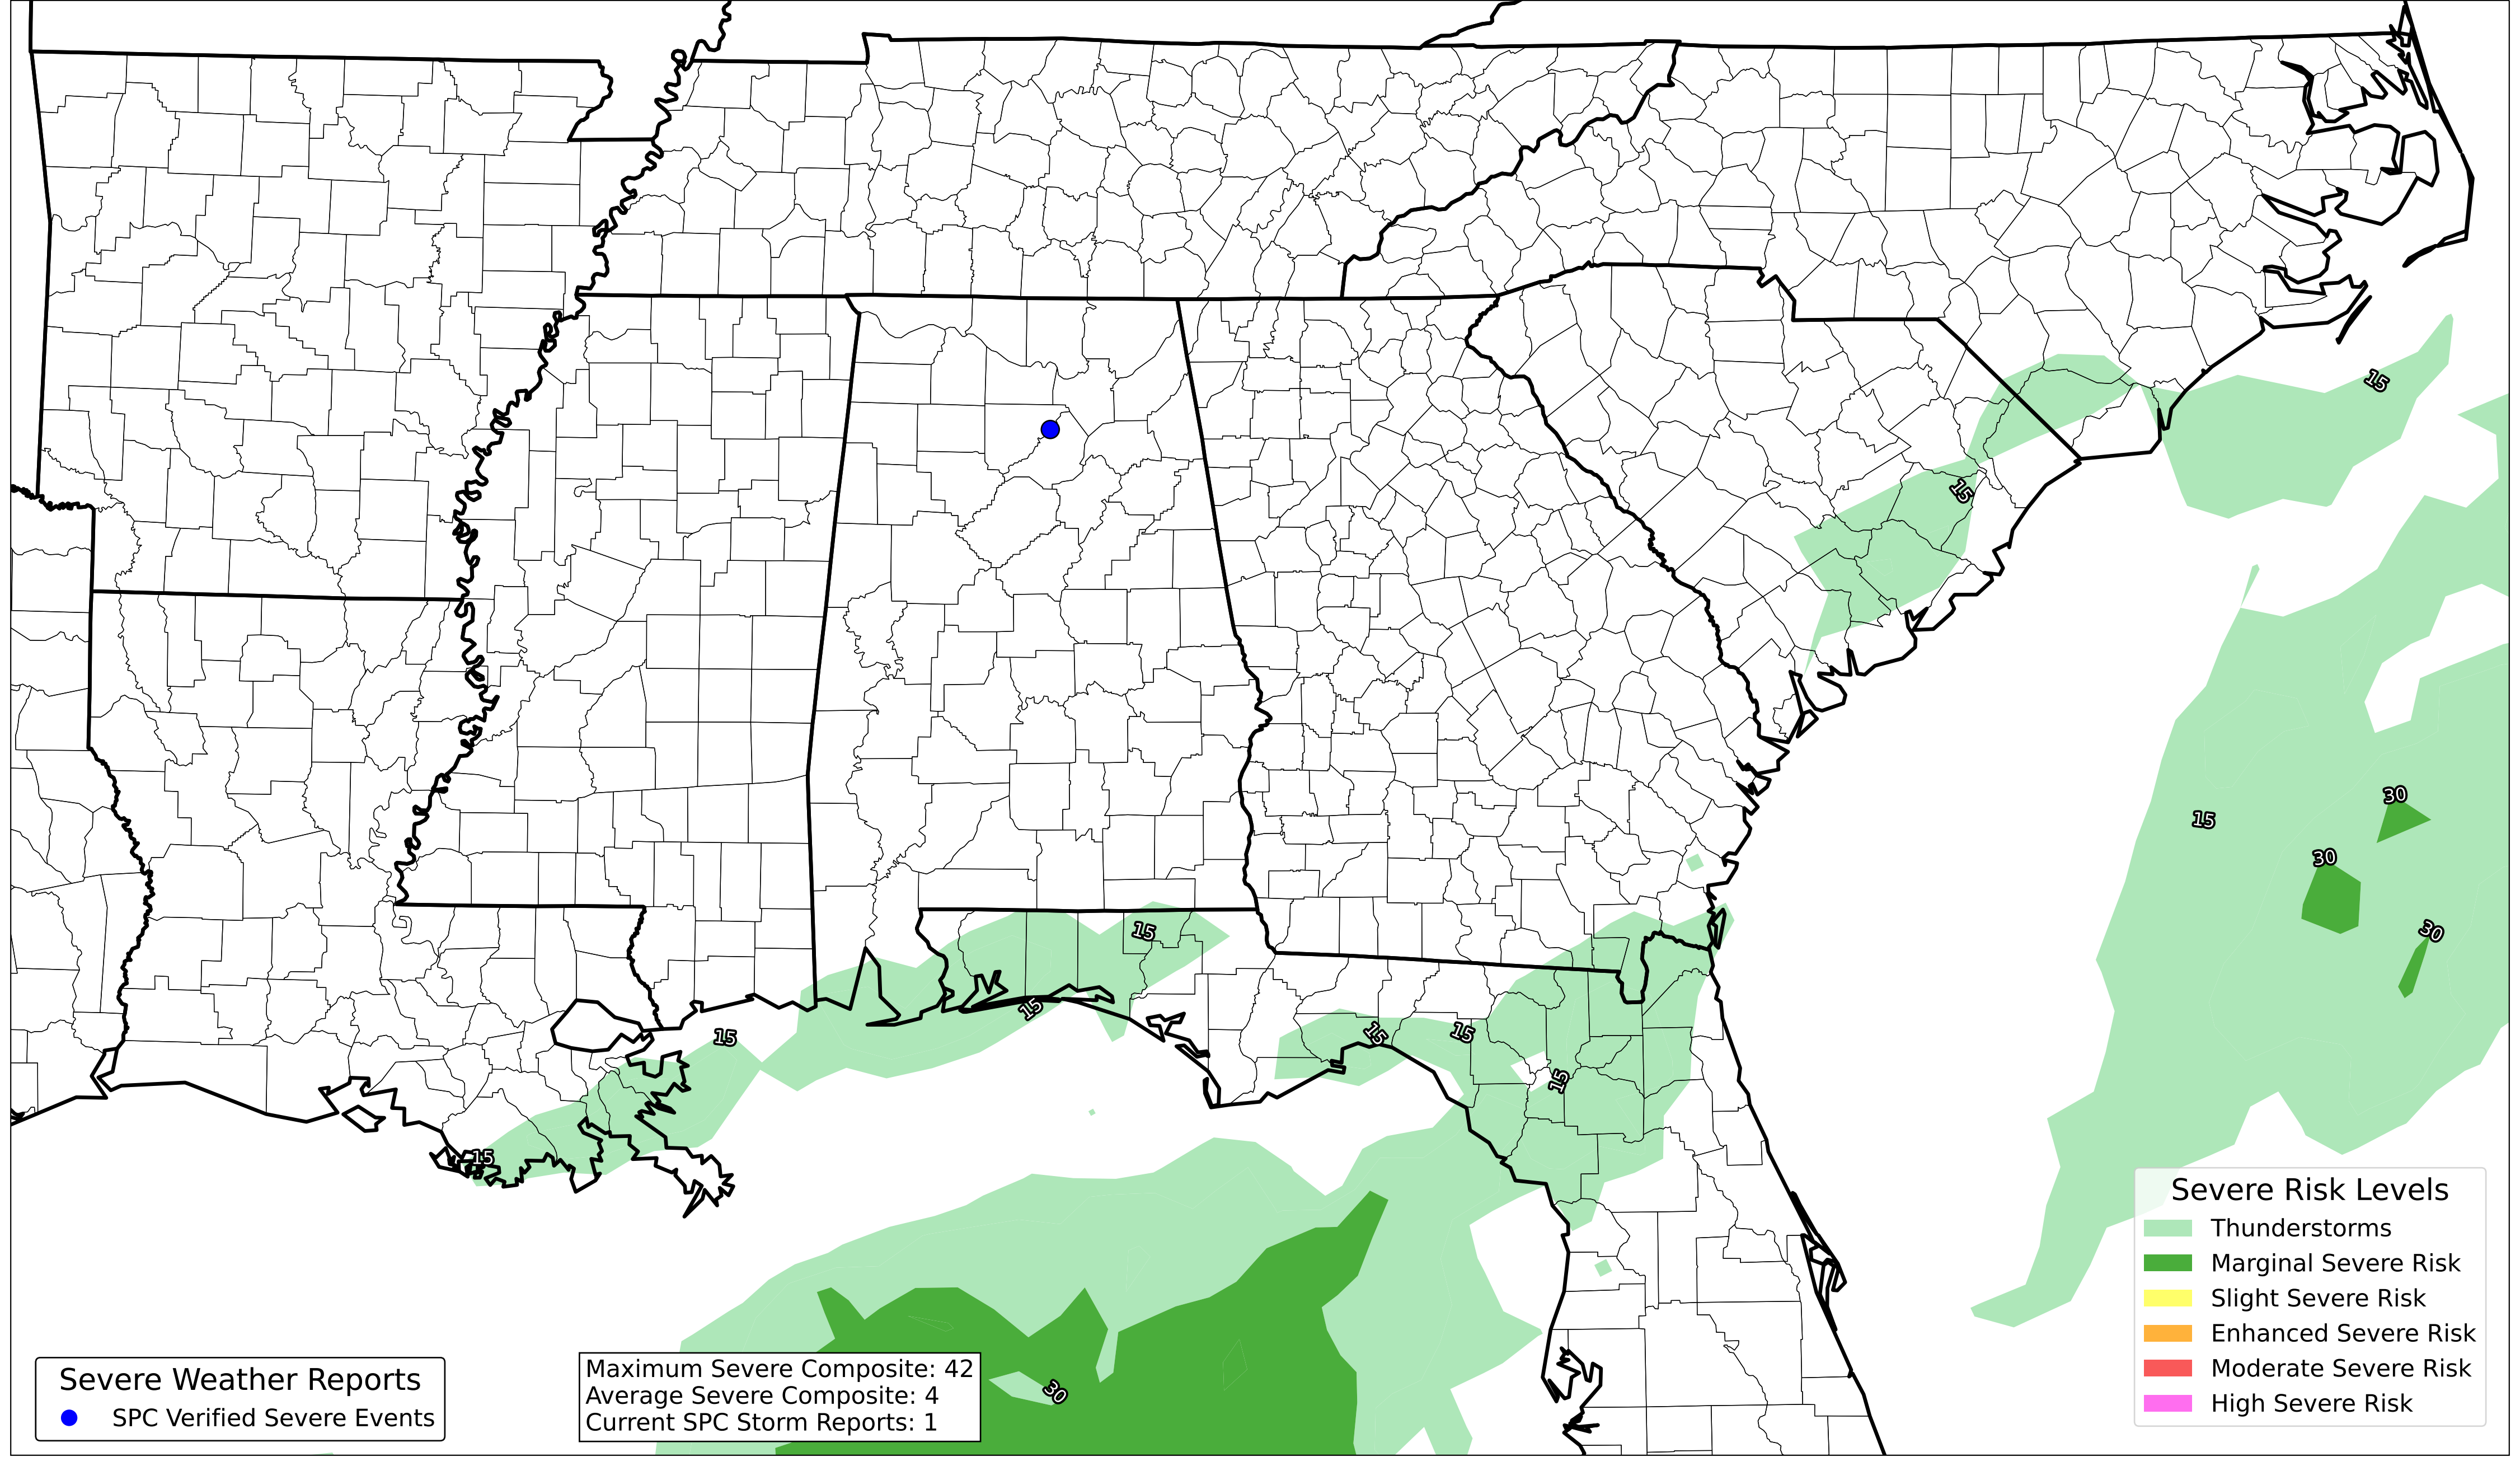 15
15
30
15
30
15
30
15
15
15
15
15
15
30
Severe Risk Levels
Thunderstorms
Marginal Severe Risk
Slight Severe Risk
Enhanced Severe Risk
Moderate Severe Risk
High Severe Risk
Severe Weather Reports
SPC Verified Severe Events
Maximum Severe Composite: 42
Average Severe Composite: 4
Current SPC Storm Reports: 1